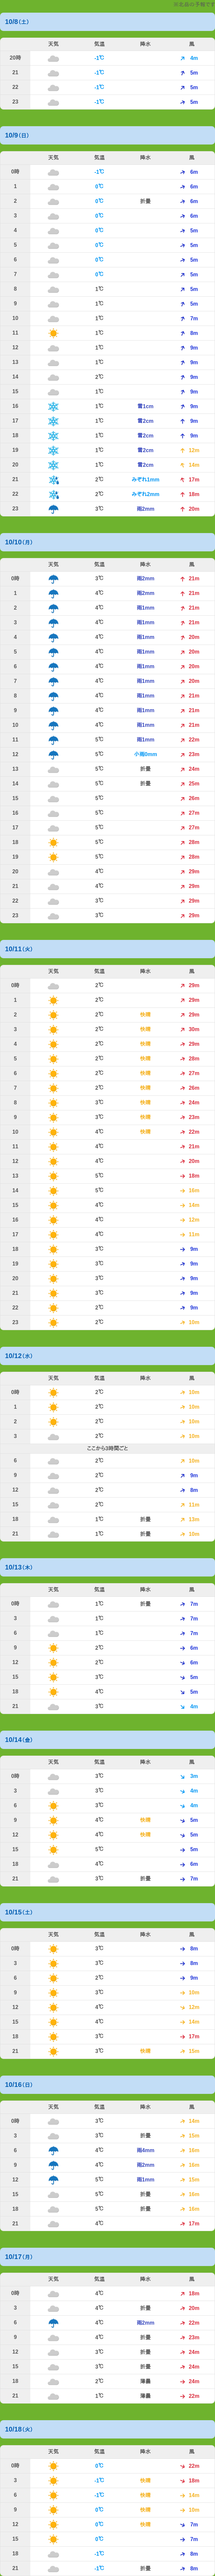 10/8(土)
天気 気温 降水 風
20時 -1℃ 4m
21 -1℃ 5m
22 -1℃ 5m
23 -1℃ 5m
10/9(日)
天気 気温 降水 風
0時 -1℃ 6m
1 0℃ 6m
2 0℃ 折曇 6m
3 0℃ 6m
4 0℃ 5m
5 0℃ 5m
6 0℃ 5m
7 0℃ 5m
8 1℃ 5m
9 1℃ 5m
10 1℃ 7m
11 1℃ 8m
12 1℃ 9m
13 1℃ 9m
14 2℃ 9m
15 1℃ 9m
16 1℃ 雪1cm 9m
17 1℃ 雪2cm 9m
18 1℃ 雪2cm 9m
19 1℃ 雪2cm 12m
20 1℃ 雪2cm 14m
21 1℃ みぞれ1mm 17m
22 2℃ みぞれ2mm 18m
23 3℃ 雨2mm 20m
10/10(月)
天気 気温 降水 風
0時 3℃ 雨2mm 21m
1 4℃ 雨2mm 21m
2 4℃ 雨1mm 21m
3 4℃ 雨1mm 21m
4 4℃ 雨1mm 20m
5 4℃ 雨1mm 20m
6 4℃ 雨1mm 20m
7 4℃ 雨1mm 20m
8 4℃ 雨1mm 21m
9 4℃ 雨1mm 21m
10 4℃ 雨1mm 21m
11 5℃ 雨1mm 22m
12 5℃ 小雨0mm 23m
13 5℃ 折曇 24m
14 5℃ 折曇 25m
15 5℃ 26m
16 5℃ 27m
17 5℃ 27m
18 5℃ 28m
19 5℃ 28m
20 4℃ 29m
21 4℃ 29m
22 3℃ 29m
23 3℃ 29m
10/11(火)
天気 気温 降水 風
0時 2℃ 29m
1 2℃ 29m
2 2℃ 快晴 29m
3 2℃ 快晴 30m
4 2℃ 快晴 29m
5 2℃ 快晴 28m
6 2℃ 快晴 27m
7 2℃ 快晴 26m
8 3℃ 快晴 24m
9 3℃ 快晴 23m
10 4℃ 快晴 22m
11 4℃ 21m
12 4℃ 20m
13 5℃ 18m
14 5℃ 16m
15 4℃ 14m
16 4℃ 12m
17 4℃ 11m
18 3℃ 9m
19 3℃ 9m
20 3℃ 9m
21 3℃ 9m
22 2℃ 9m
23 2℃ 10m
10/12(水)
天気 気温 降水 風
0時 2℃ 10m
1 2℃ 10m
2 2℃ 10m
3 2℃ 10m
ここから3時間ごと
6 2℃ 10m
9 2℃ 9m
12 2℃ 8m
15 2℃ 11m
18 1℃ 折曇 13m
21 1℃ 折曇 10m
10/13(木)
天気 気温 降水 風
0時 1℃ 折曇 7m
3 1℃ 7m
6 1℃ 7m
9 2℃ 6m
12 2℃ 6m
15 3℃ 5m
18 4℃ 5m
21 3℃ 4m
10/14(金)
天気 気温 降水 風
0時 3℃ 3m
3 3℃ 4m
6 3℃ 4m
9 4℃ 快晴 5m
12 4℃ 快晴 5m
15 5℃ 5m
18 4℃ 6m
21 3℃ 折曇 7m
10/15(土)
天気 気温 降水 風
0時 3℃ 8m
3 3℃ 8m
6 2℃ 9m
9 3℃ 10m
12 4℃ 12m
15 4℃ 14m
18 3℃ 17m
21 3℃ 快晴 15m
10/16(日)
天気 気温 降水 風
0時 3℃ 14m
3 3℃ 折曇 15m
6 4℃ 雨4mm 16m
9 4℃ 雨2mm 16m
12 5℃ 雨1mm 15m
15 5℃ 折曇 16m
18 5℃ 折曇 16m
21 4℃ 17m
10/17(月)
天気 気温 降水 風
0時 4℃ 18m
3 4℃ 折曇 20m
6 4℃ 雨2mm 22m
9 4℃ 折曇 23m
12 3℃ 折曇 24m
15 3℃ 折曇 24m
18 2℃ 薄曇 24m
21 1℃ 薄曇 22m
10/18(火)
天気 気温 降水 風
0時 0℃ 22m
3 -1℃ 快晴 18m
6 -1℃ 快晴 14m
9 0℃ 快晴 10m
12 0℃ 快晴 7m
15 0℃ 7m
18 -1℃ 8m
21 -1℃ 折曇 8m